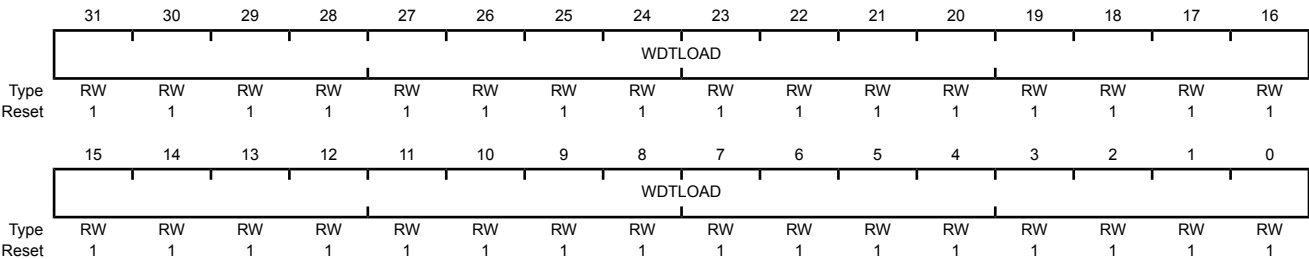 31 30 29 28 27 26 25 24 23 22 21 20 19 18 17 16
WDTLOAD
Type RW RW RW RW RW RW RW RW RW RW RW RW RW RW RW RW
Reset 1 1 1 1 1 1 1 1 1 1 1 1 1 1 1 1
15 14 13 12 11 10 9 8 7 6 5 4 3 2 1 0
WDTLOAD
Type RW RW RW RW RW RW RW RW RW RW RW RW RW RW RW RW
Reset 1 1 1 1 1 1 1 1 1 1 1 1 1 1 1 1